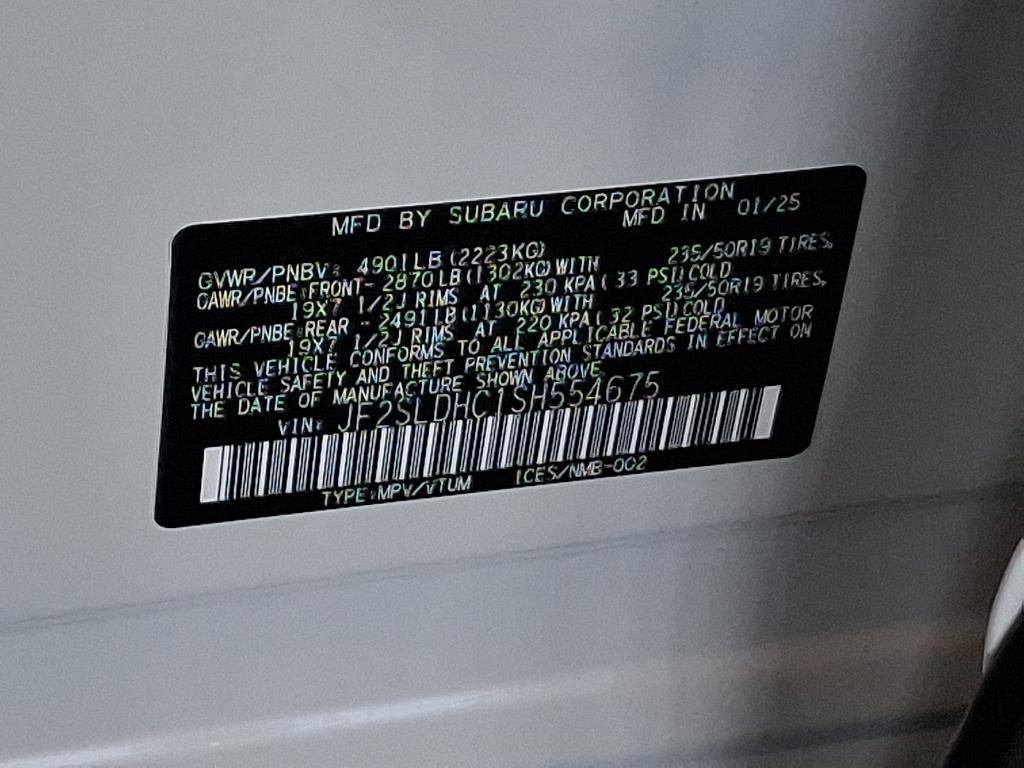 MFD BY SUBARU CORPORATION
MFD IN 01/25
GVWR/PNBV: 4901LB(2223KG)
GAWR/PNBE FRONT- 2870LB(1302KG)WITH 235/50R19 TIRES,
19X7 1/2J RIMS AT 230 KPA( 33 PSI)COLD
GAWR/PNBE REAR - 2491LB(1130KG)WITH 235/50R19 TIRES,
19X7 1/2J RIMS AT 220 KPA( 32 PSI)COLD
THIS VEHICLE CONFORMS TO ALL APPLICABLE FEDERAL MOTOR
VEHICLE SAFETY AND THEFT PREVENTION STANDARDS IN EFFECT ON
THE DATE OF MANUFACTURE SHOWN ABOVE
VIN: JF2SLDHC1SH554675
TYPE:MPV/VTUM ICES/NMB-002